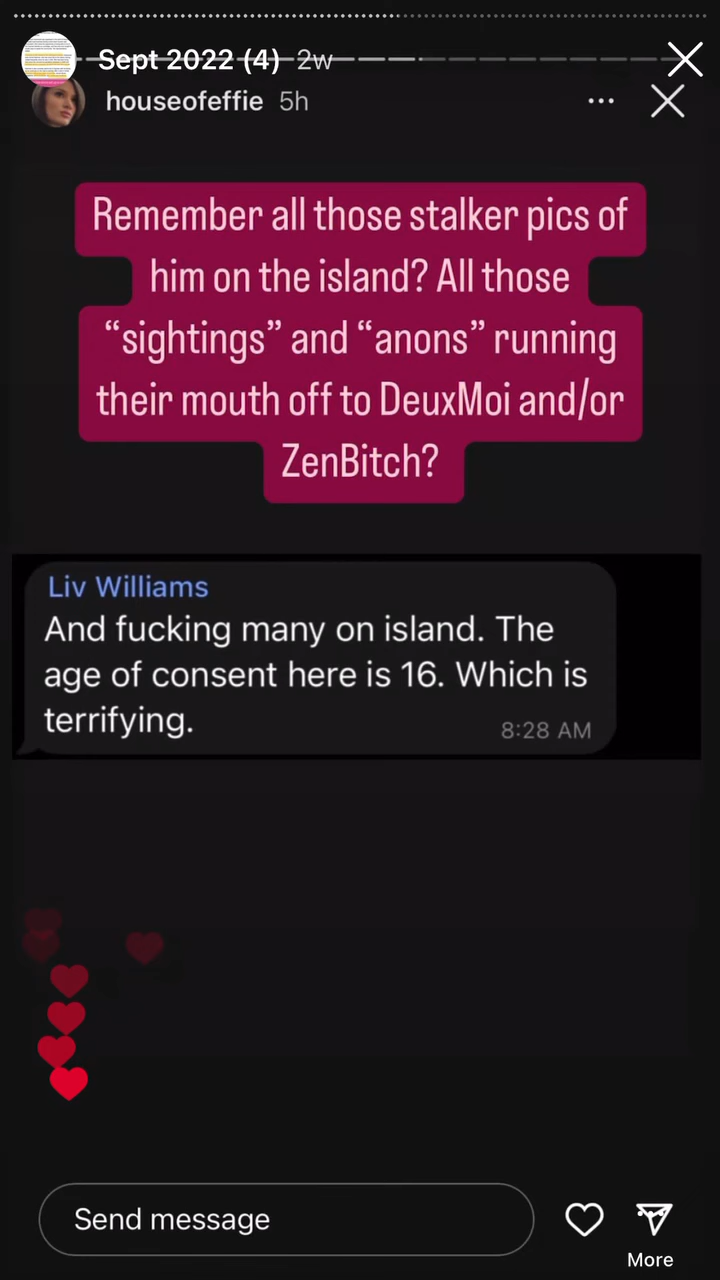 Sept 2022 (4) 2w
houseofeffie 5h
Remember all those stalker pics of
him on the island? All those
“sightings” and “anons” running
their mouth off to DeuxMoi and/or
ZenBitch?
Liv Williams
And fucking many on island. The
age of consent here is 16. Which is
terrifying.
8:28 AM
Send message
More